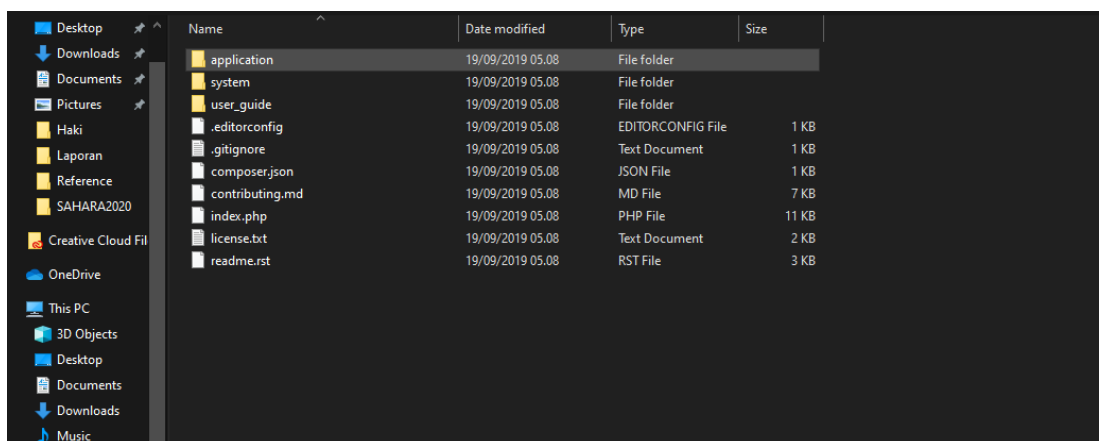 Desktop
Downloads
Documents
Pictures
Haki
Laporan
Reference
SAHARA2020
Creative Cloud Fil
OneDrive
This PC
3D Objects
Desktop
Documents
Downloads
Music
Name Date modified Type Size
application 19/09/2019 05.08 File folder
system 19/09/2019 05.08 File folder
user_guide 19/09/2019 05.08 File folder
.editorconfig 19/09/2019 05.08 EDITORCONFIG File 1 KB
.gitignore 19/09/2019 05.08 Text Document 1 KB
composer.json 19/09/2019 05.08 JSON File 1 KB
contributing.md 19/09/2019 05.08 MD File 7 KB
index.php 19/09/2019 05.08 PHP File 11 KB
license.txt 19/09/2019 05.08 Text Document 2 KB
readme.rst 19/09/2019 05.08 RST File 3 KB